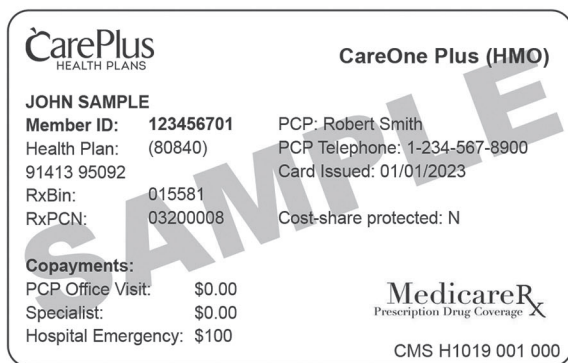 CarePlus
HEALTH PLANS
CareOne Plus (HMO)
SAMPLE
JOHN SAMPLE
Member ID: 123456701
Health Plan: (80840)
91413 95092
RxBin: 015581
RxPCN: 03200008
PCP: Robert Smith
PCP Telephone: 1-234-567-8900
Card Issued: 01/01/2023
Cost-share protected: N
Copayments:
PCP Office Visit: $0.00
Specialist: $0.00
Hospital Emergency: $100
MedicareRx
Prescription Drug Coverage
CMS H1019 001 000